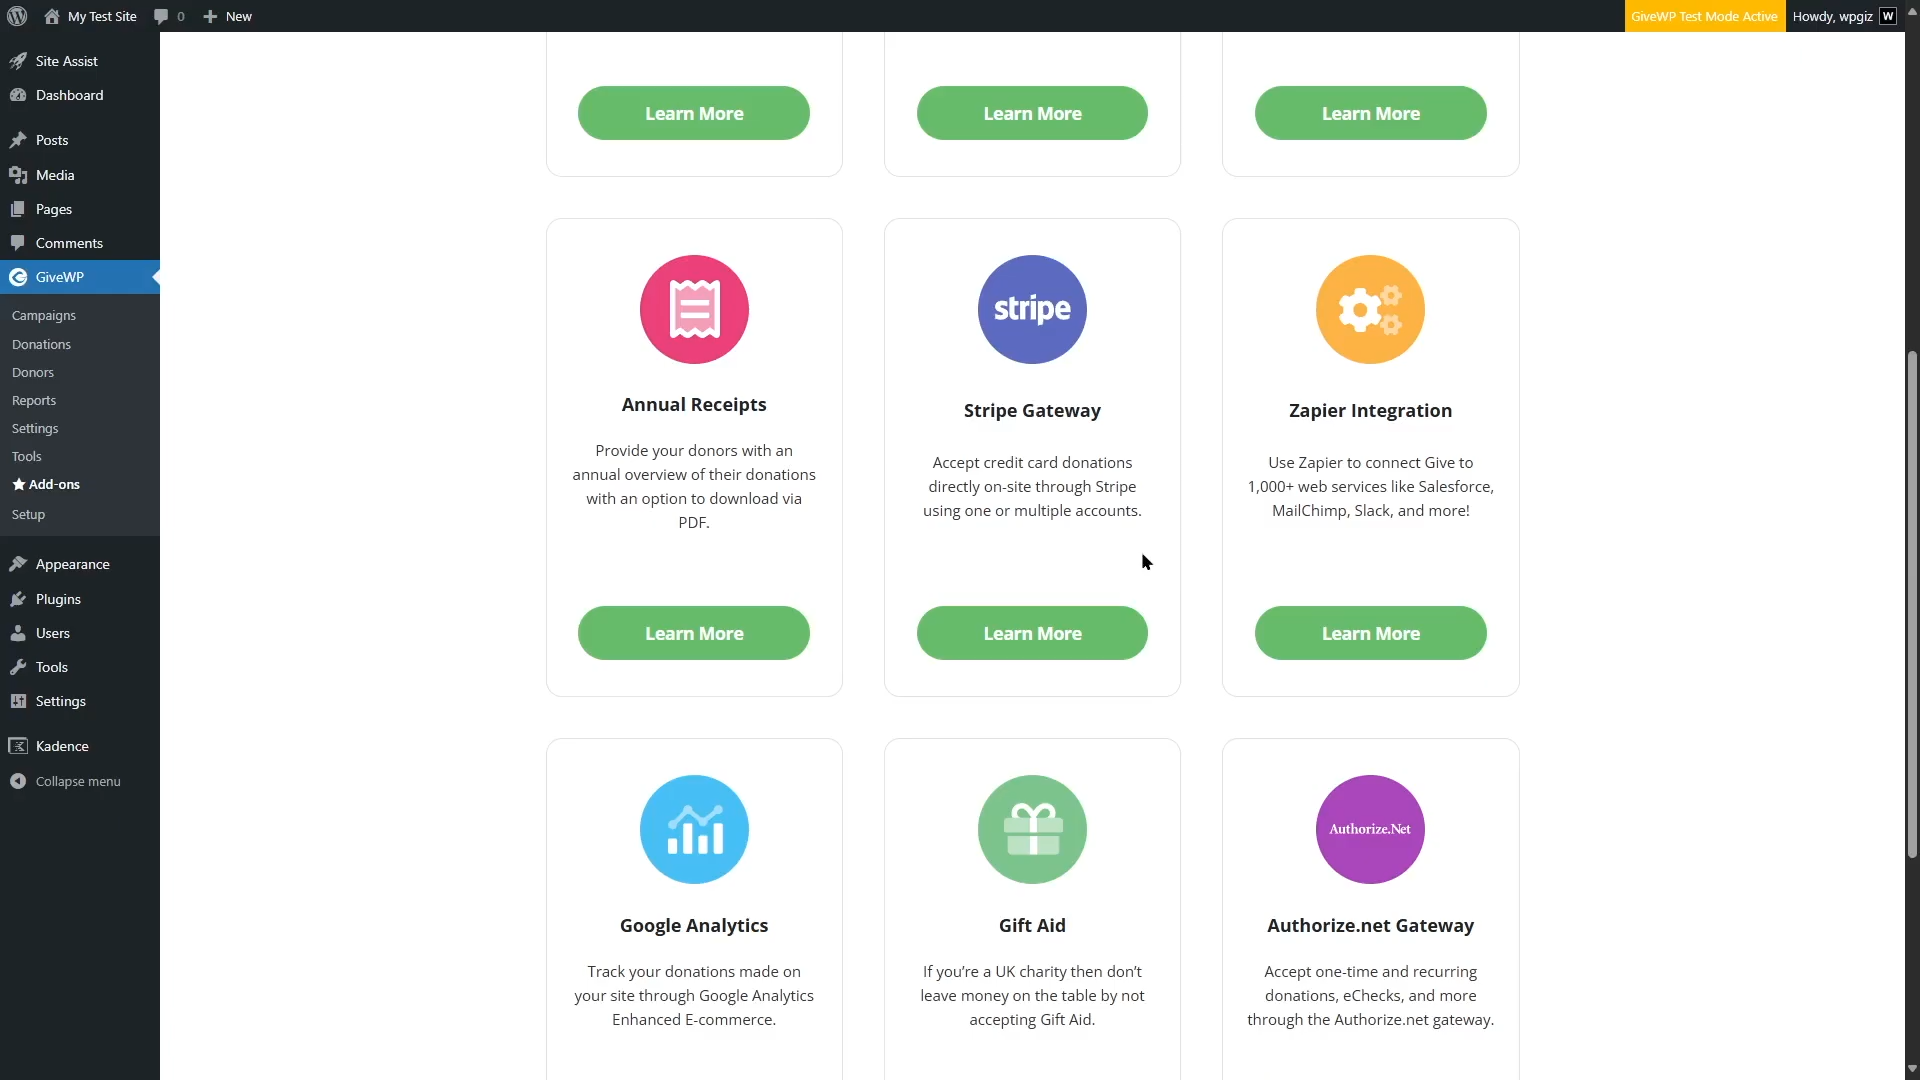 My Test Site
0
New
GiveWP Test Mode Active
Howdy, wpgiz
W
Site Assist
Dashboard
Posts
Media
Pages
Comments
GiveWP
Campaigns
Donations
Donors
Reports
Settings
Tools
Add-ons
Setup
Appearance
Plugins
Users
Tools
Settings
Kadence
Collapse menu
Learn More
Learn More
Learn More
Annual Receipts
Provide your donors with an
annual overview of their donations
with an option to download via
PDF.
Learn More
stripe
Stripe Gateway
Accept credit card donations
directly on-site through Stripe
using one or multiple accounts.
Learn More
Zapier Integration
Use Zapier to connect Give to
1,000+ web services like Salesforce,
MailChimp, Slack, and more!
Learn More
Google Analytics
Track your donations made on
your site through Google Analytics
Enhanced E-commerce.
Gift Aid
If you’re a UK charity then don’t
leave money on the table by not
accepting Gift Aid.
Authorize.Net
Authorize.net Gateway
Accept one-time and recurring
donations, eChecks, and more
through the Authorize.net gateway.